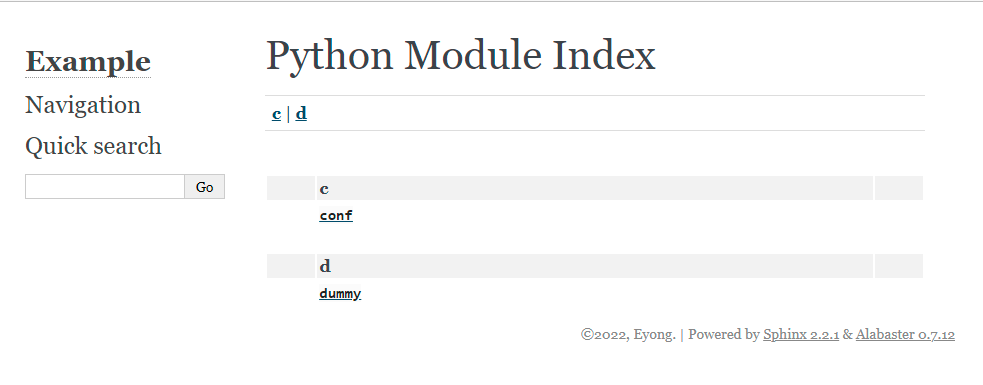 Example
Navigation
Quick search
Go
Python Module Index
c | d
c
conf
d
dummy
©2022, Eyong. | Powered by Sphinx 2.2.1 & Alabaster 0.7.12